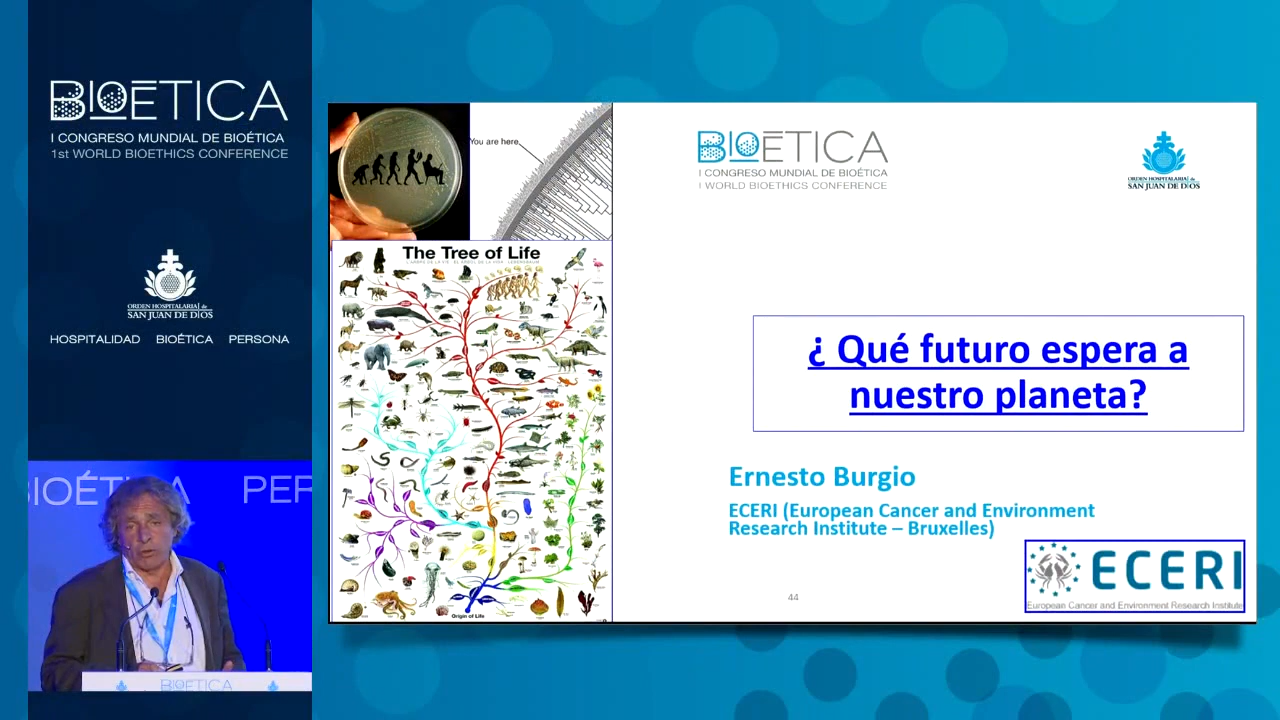 BIOÉTICA
I CONGRESO MUNDIAL DE BIOÉTICA
1st WORLD BIOETHICS CONFERENCE
ORDEN HOSPITALARIA de
SAN JUAN DE DIOS
HOSPITALIDAD BIOÉTICA PERSONA
BIOÉTICA PER
BIOÉTICA
You are here
The Tree of Life
Origin of Life
BIOÉTICA
I CONGRESO MUNDIAL DE BIOÉTICA
I WORLD BIOETHICS CONFERENCE
ORDEN HOSPITALARIA de
SAN JUAN DE DIOS
¿ Qué futuro espera a
nuestro planeta?
Ernesto Burgio
ECERI (European Cancer and Environment
Research Institute – Bruxelles)
ECERI
European Cancer and Environment Research Institute
44